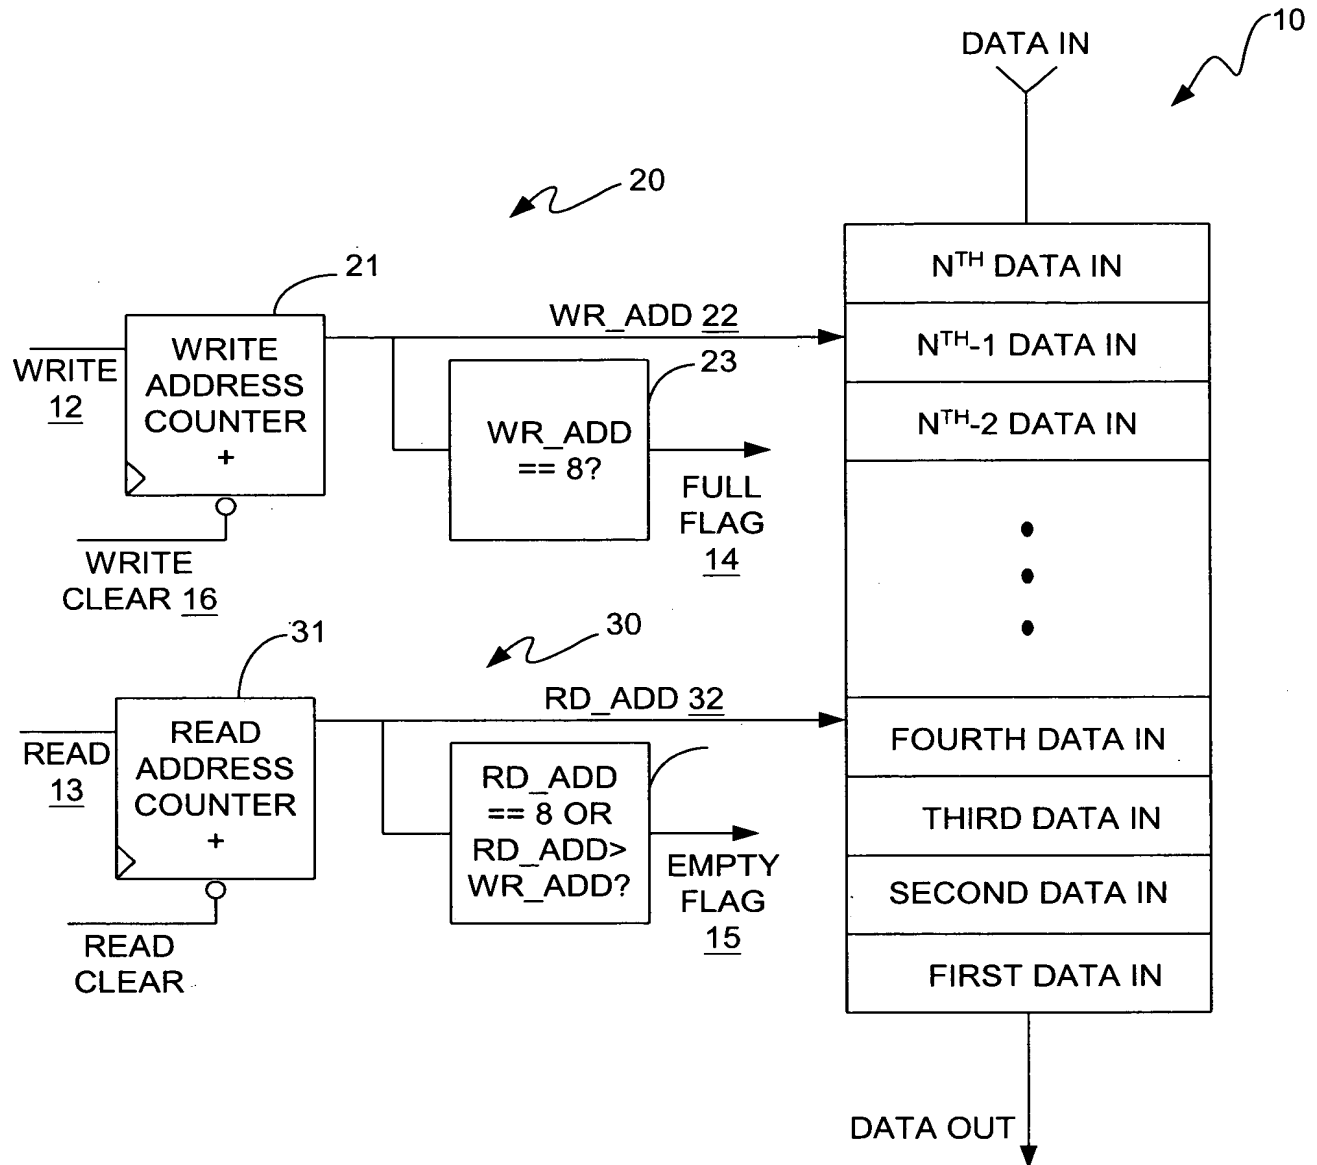 10
DATA IN
20
21
WR_ADD 22
WRITE
12
WRITE
ADDRESS
COUNTER
+
23
WR_ADD
== 8?
FULL
FLAG
14
WRITE
CLEAR 16
NTH DATA IN
NTH-1 DATA IN
NTH-2 DATA IN
31
30
RD_ADD 32
READ
13
READ
ADDRESS
COUNTER
+
RD_ADD
== 8 OR
RD_ADD>
WR_ADD?
EMPTY
FLAG
15
READ
CLEAR
FOURTH DATA IN
THIRD DATA IN
SECOND DATA IN
FIRST DATA IN
DATA OUT